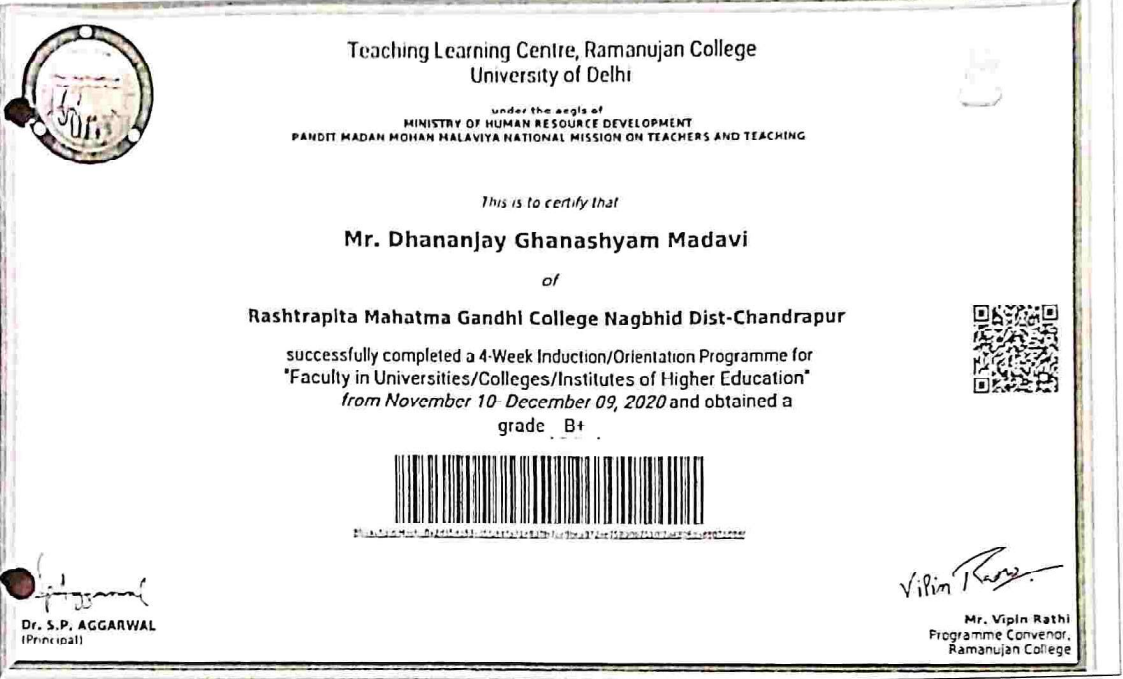 Teaching Learning Centre, Ramanujan College
University of Delhi
under the aegis of
MINISTRY OF HUMAN RESOURCE DEVELOPMENT
PANDIT MADAN MOHAN MALAVIYA NATIONAL MISSION ON TEACHERS AND TEACHING
This is to certify that
Mr. Dhananjay Ghanashyam Madavi
of
Rashtrapita Mahatma Gandhi College Nagbhid Dist-Chandrapur
successfully completed a 4-Week Induction/Orientation Programme for
"Faculty in Universities/Colleges/Institutes of Higher Education"
from November 10- December 09, 2020 and obtained a
grade B+
Aggarwal
Dr. S.P. AGGARWAL
(Principal)
Vipin Rathi
Mr. Vipin Rathi
Programme Convenor,
Ramanujan College